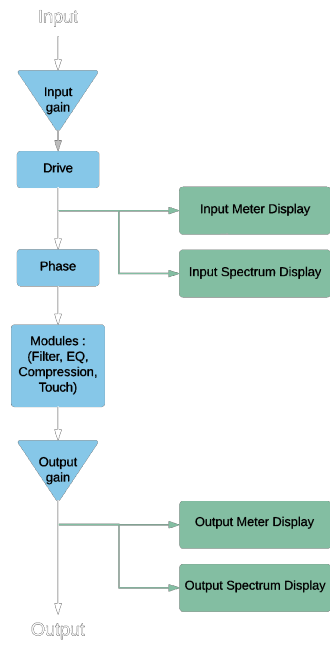 Input
Input
gain
Drive
Input Meter Display
Phase
Input Spectrum Display
Modules :
(Filter, EQ,
Compression,
Touch)
Output
gain
Output Meter Display
Output Spectrum Display
Output